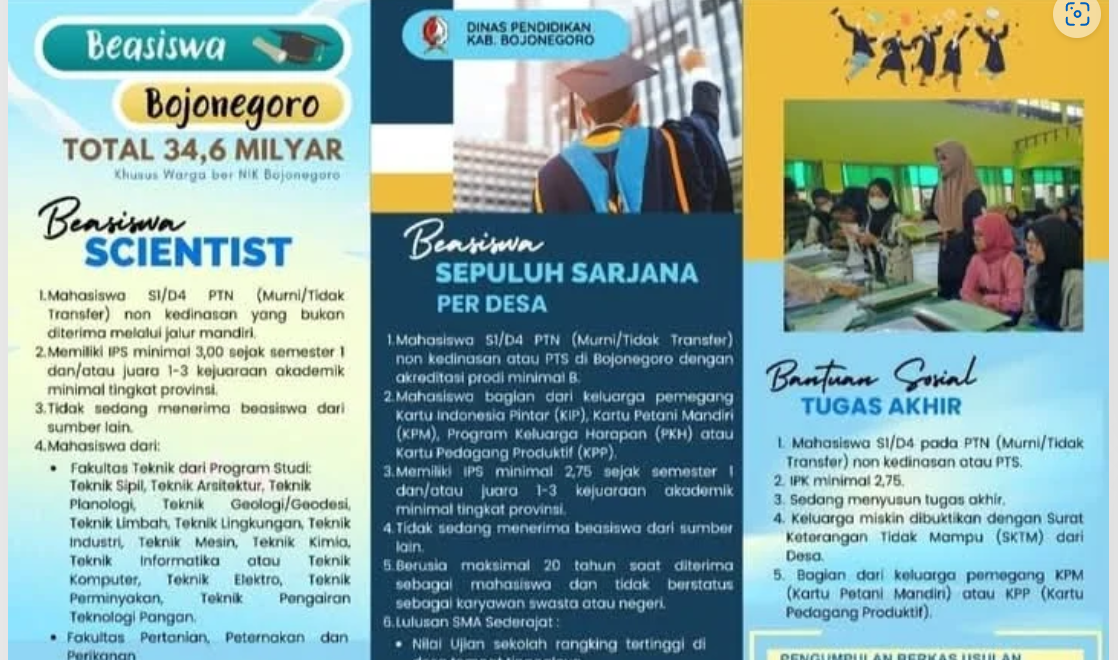 Beasiswa
Bojonegoro
TOTAL 34,6 MILYAR
Khusus Warga ber NIK Bojonegoro
Beasiswa
SCIENTIST
1.Mahasiswa S1/D4 PTN (Murni/Tidak
Transfer) non kedinasan yang bukan
diterima melalui jalur mandiri.
2.Memiliki IPS minimal 3,00 sejak semester 1
dan/atau juara 1-3 kejuaraan akademik
minimal tingkat provinsi.
3.Tidak sedang menerima beasiswa dari
sumber lain.
4.Mahasiswa dari:
• Fakultas Teknik dari Program Studi:
Teknik Sipil, Teknik Arsitektur, Teknik
Planologi, Teknik Geologi/Geodesi,
Teknik Limbah, Teknik Lingkungan, Teknik
Industri, Teknik Mesin, Teknik Kimia,
Teknik Informatika atau Teknik
Komputer, Teknik Elektro, Teknik
Perminyakan, Teknik Pengairan
Teknologi Pangan.
• Fakultas Pertanian, Peternakan dan
Perikanan
DINAS PENDIDIKAN
KAB. BOJONEGORO
Beasiswa
SEPULUH SARJANA
PER DESA
1.Mahasiswa S1/D4 PTN (Murni/Tidak Transfer)
non kedinasan atau PTS di Bojonegoro dengan
akreditasi prodi minimal B.
2.Mahasiswa bagian dari keluarga pemegang
Kartu Indonesia Pintar (KIP), Kartu Petani Mandiri
(KPM), Program Keluarga Harapan (PKH) atau
Kartu Pedagang Produktif (KPP).
3.Memiliki IPS minimal 2,75 sejak semester 1
dan/atau juara 1-3 kejuaraan akademik
minimal tingkat provinsi.
4.Tidak sedang menerima beasiswa dari sumber
lain.
5.Berusia maksimal 20 tahun saat diterima
sebagai mahasiswa dan tidak berstatus
sebagai karyawan swasta atau negeri.
6.Lulusan SMA Sederajat :
• Nilai Ujian sekolah rangking tertinggi di
Bantuan Sosial
TUGAS AKHIR
1. Mahasiswa S1/D4 pada PTN (Murni/Tidak
Transfer) non kedinasan atau PTS.
2. IPK minimal 2,75.
3. Sedang menyusun tugas akhir.
4. Keluarga miskin dibuktikan dengan Surat
Keterangan Tidak Mampu (SKTM) dari
Desa.
5. Bagian dari keluarga pemegang KPM
(Kartu Petani Mandiri) atau KPP (Kartu
Pedagang Produktif).
PENGUMPULAN BERKAS USULAN